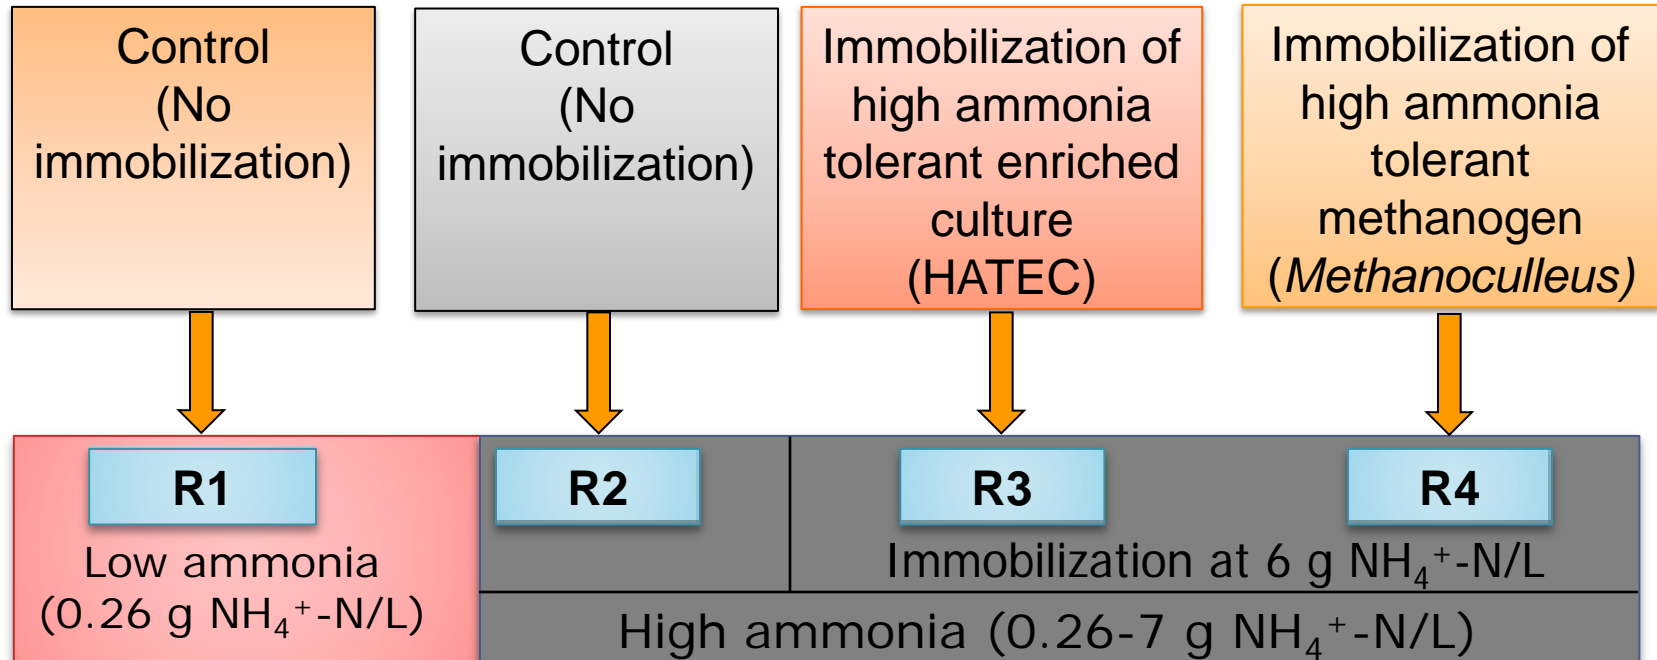 Control
(No
immobilization)
Control
(No
immobilization)
Immobilization of
high ammonia
tolerant enriched
culture
(HATEC)
Immobilization of
high ammonia
tolerant
methanogen
(Methanoculleus)
R1
R2
R3
R4
Low ammonia
(0.26 g NH₄⁺-N/L)
Immobilization at 6 g NH₄⁺-N/L
High ammonia (0.26-7 g NH₄⁺-N/L)